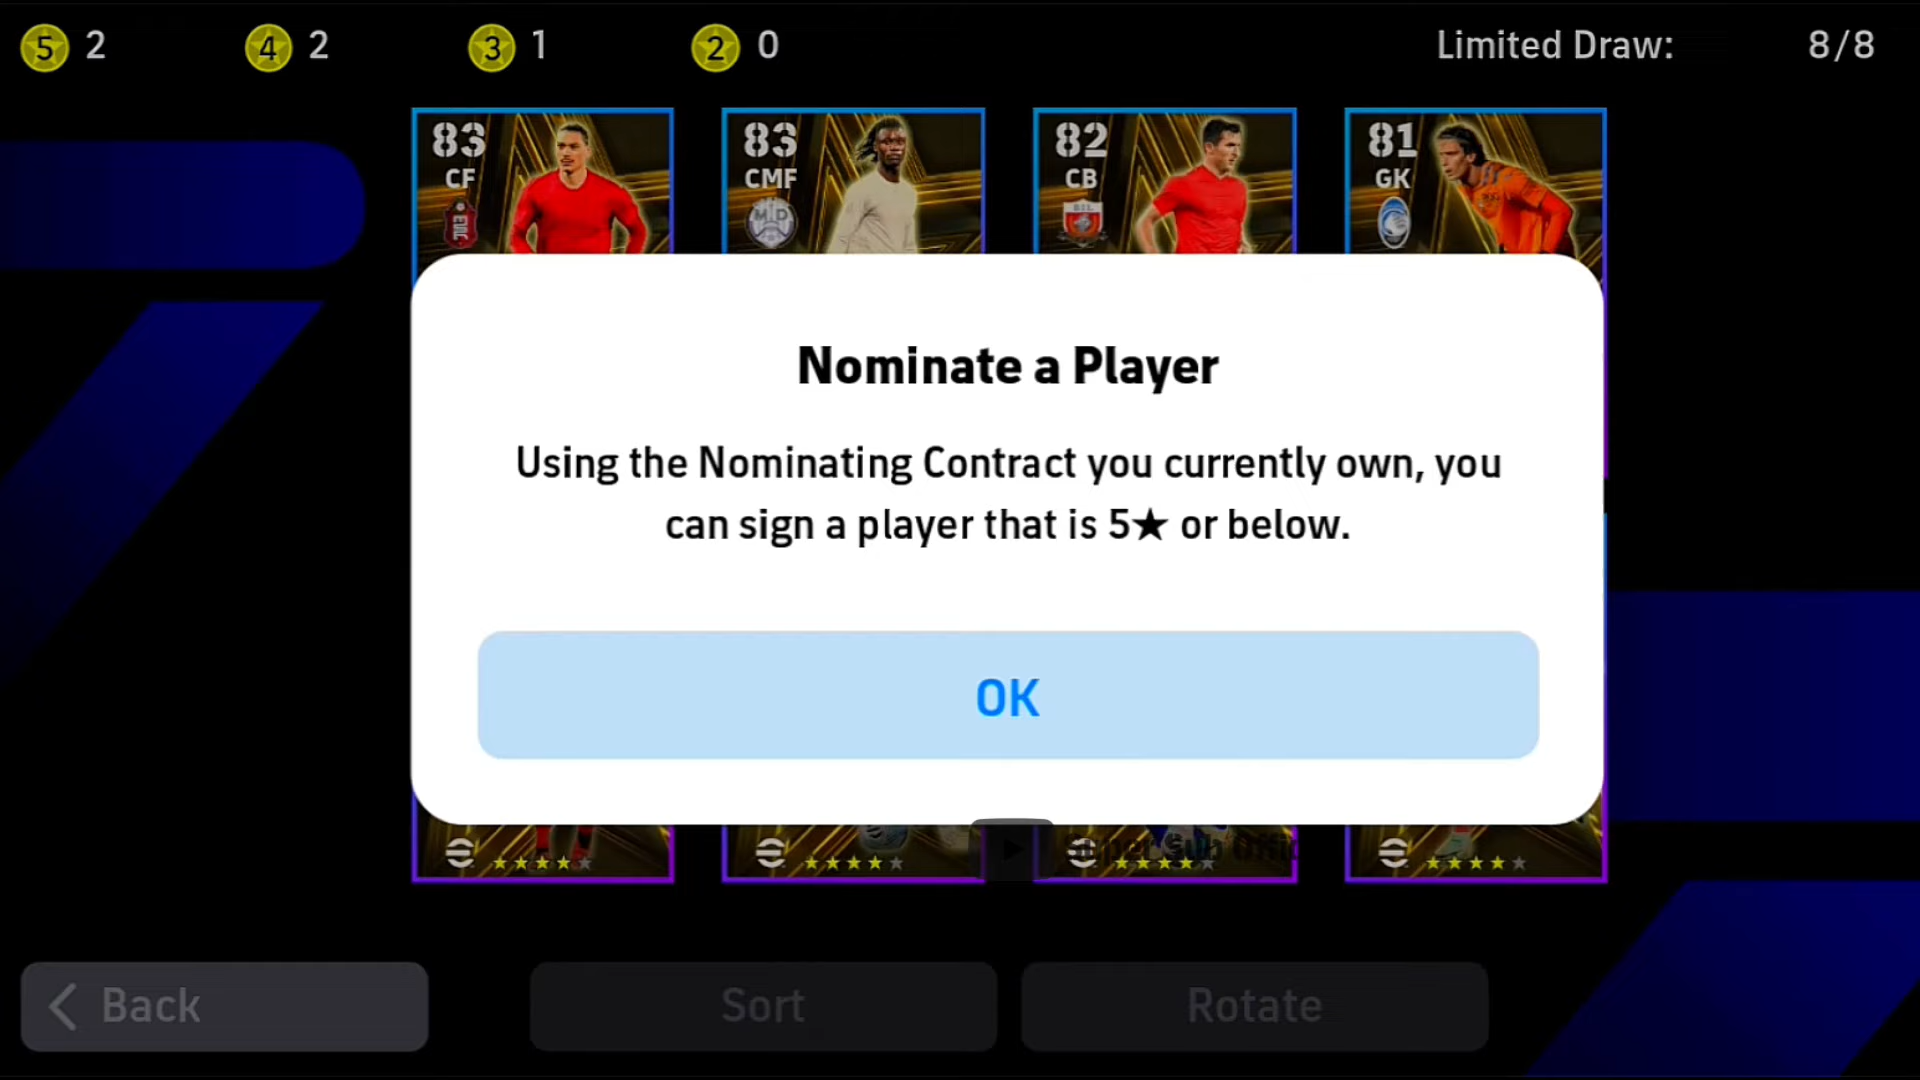 5 2 4 2 3 1 2 0 Limited Draw: 8/8
83 83 82 81
CF CMF CB GK
Nominate a Player
Using the Nominating Contract you currently own, you
can sign a player that is 5★ or below.
OK
Back Sort Rotate